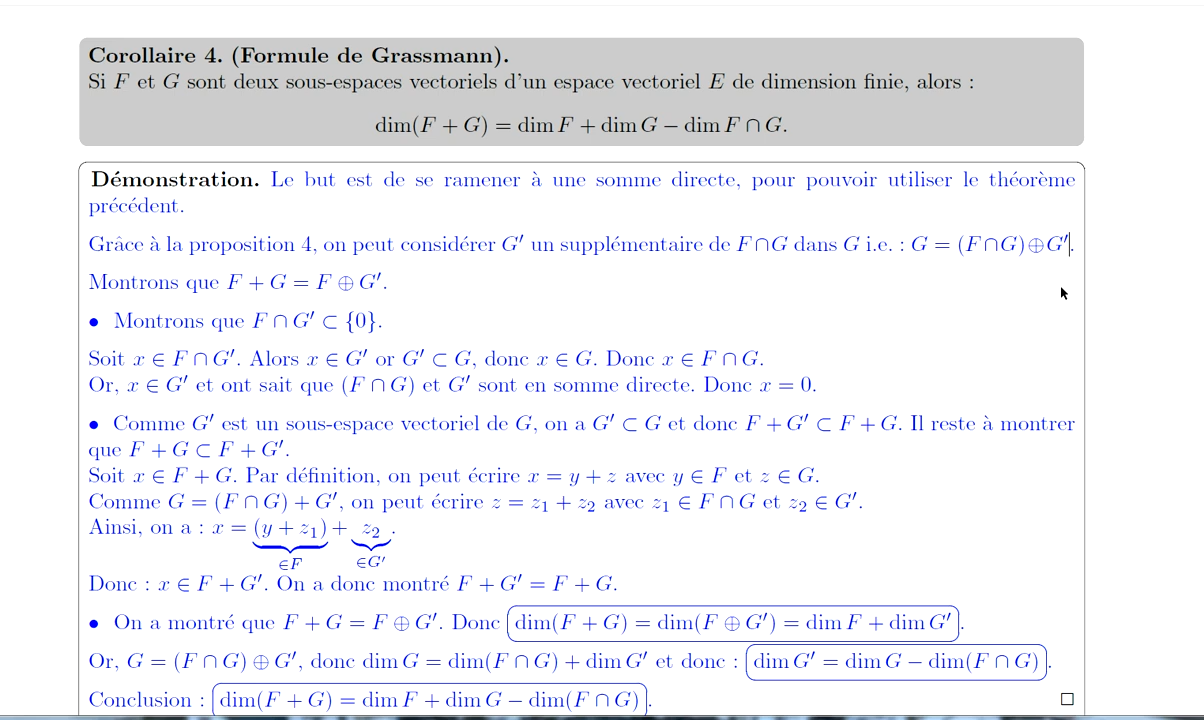 Corollaire 4. (Formule de Grassmann).
Si F et G sont deux sous-espaces vectoriels d'un espace vectoriel E de dimension finie, alors :
dim(F + G) = dim F + dim G − dim F ∩ G.
Démonstration. Le but est de se ramener à une somme directe, pour pouvoir utiliser le théorème
précédent.
Grâce à la proposition 4, on peut considérer G′ un supplémentaire de F∩G dans G i.e. : G = (F∩G)⊕G′.
Montrons que F + G = F ⊕ G′.
• Montrons que F ∩ G′ ⊂ {0}.
Soit x ∈ F ∩ G′. Alors x ∈ G′ or G′ ⊂ G, donc x ∈ G. Donc x ∈ F ∩ G.
Or, x ∈ G′ et ont sait que (F ∩ G) et G′ sont en somme directe. Donc x = 0.
• Comme G′ est un sous-espace vectoriel de G, on a G′ ⊂ G et donc F + G′ ⊂ F + G. Il reste à montrer
que F + G ⊂ F + G′.
Soit x ∈ F + G. Par définition, on peut écrire x = y + z avec y ∈ F et z ∈ G.
Comme G = (F ∩ G) + G′, on peut écrire z = z₁ + z₂ avec z₁ ∈ F ∩ G et z₂ ∈ G′.
Ainsi, on a : x = (y + z₁) + z₂ .
∈F ∈G′
Donc : x ∈ F + G′. On a donc montré F + G′ = F + G.
• On a montré que F + G = F ⊕ G′. Donc dim(F + G) = dim(F ⊕ G′) = dim F + dim G′.
Or, G = (F ∩ G) ⊕ G′, donc dim G = dim(F ∩ G) + dim G′ et donc : dim G′ = dim G − dim(F ∩ G).
Conclusion : dim(F + G) = dim F + dim G − dim(F ∩ G). □